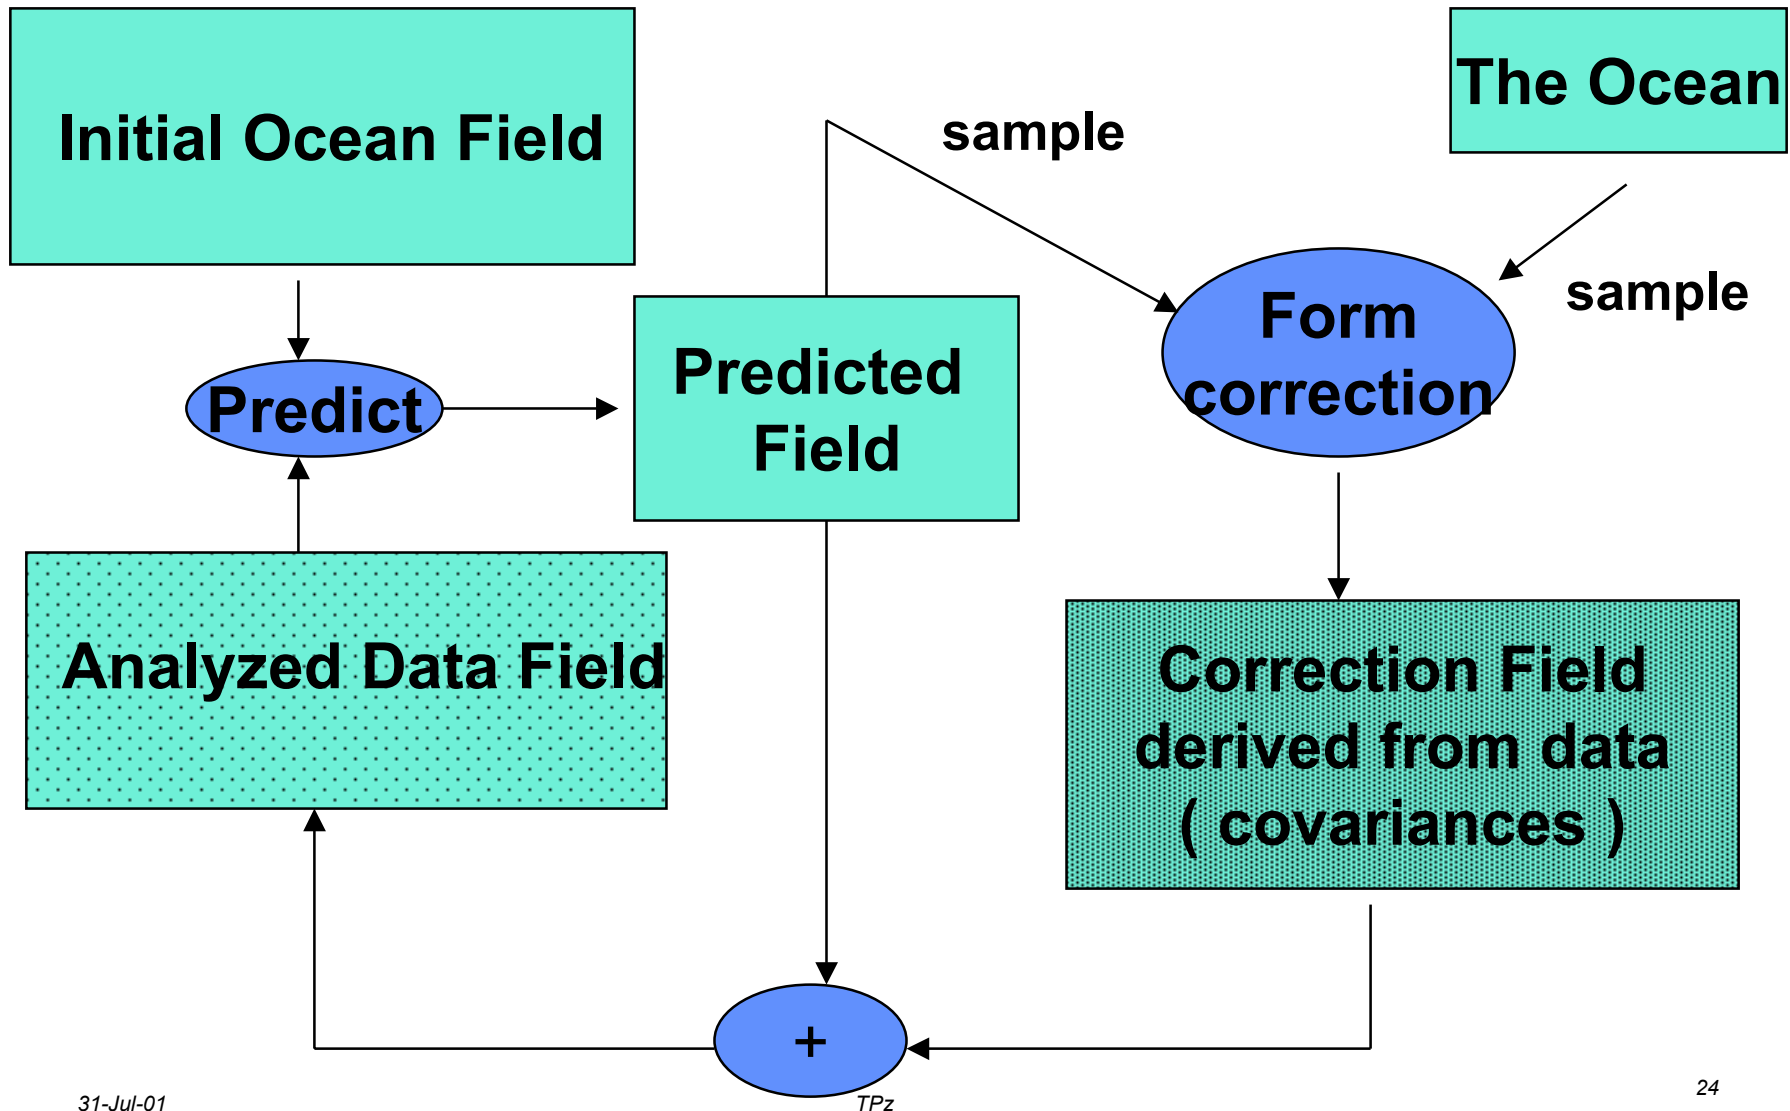 Initial Ocean Field
The Ocean
sample
sample
Form
correction
Predict
Predicted
Field
Analyzed Data Field
Correction Field
derived from data
( covariances )
+
31-Jul-01
TPz
24